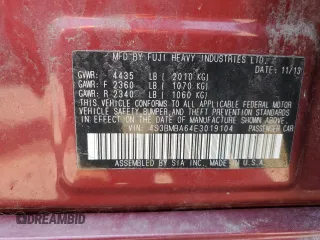 MFD BY FUJI HEAVY INDUSTRIES LTD.
DATE: 11/13
GVWR: 4435 LB ( 2010 KG)
GAWR: F 2360 LB ( 1070 KG)
GAWR: R 2340 LB ( 1060 KG)
THIS VEHICLE CONFORMS TO ALL APPLICABLE FEDERAL MOTOR
VEHICLE SAFETY, BUMPER, AND THEFT PREVENTION STANDARDS
IN EFFECT ON THE DATE OF MANUFACTURE SHOWN ABOVE.
VIN: 4S3BMBA64E3019104 PASSENGER CAR
ASSEMBLED BY SIA INC. IN U.S.A.
DREAMBID